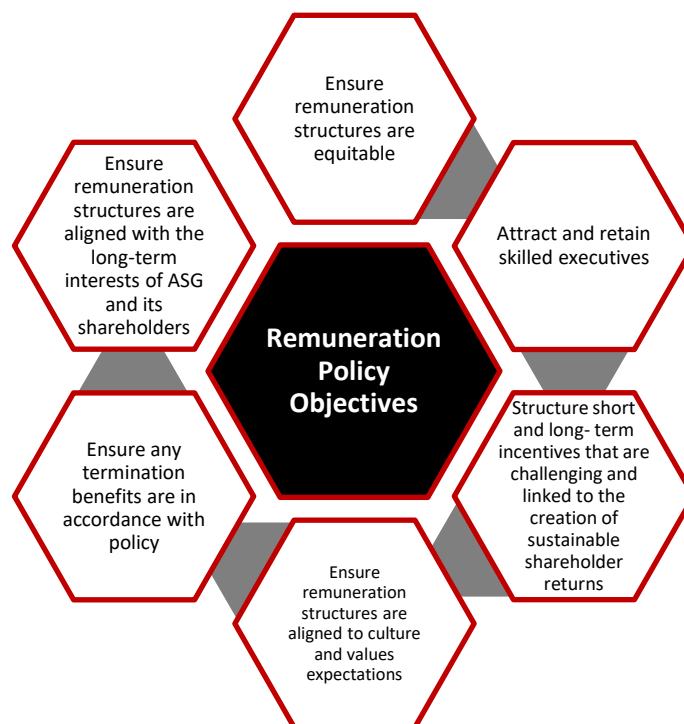 Ensure
remuneration
structures are
equitable
Attract and retain
skilled executives
Structure short
and long- term
incentives that are
challenging and
linked to the
creation of
sustainable
shareholder
returns
Ensure
remuneration
structures are
aligned to culture
and values
expectations
Ensure any
termination
benefits are in
accordance with
policy
Ensure
remuneration
structures are
aligned with the
long-term
interests of ASG
and its
shareholders
Remuneration
Policy
Objectives